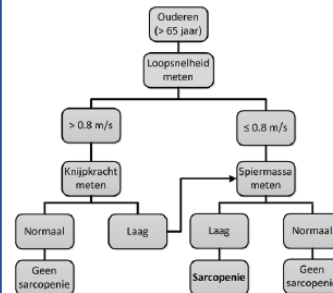 Ouderen
(> 65 jaar)
Loopsnelheid
meten
> 0.8 m/s
≤ 0.8 m/s
Knijpkracht
meten
Spiermassa
meten
Normaal
Laag
Laag
Normaal
Geen
sarcopenie
Sarcopenie
Geen
sarcopenie